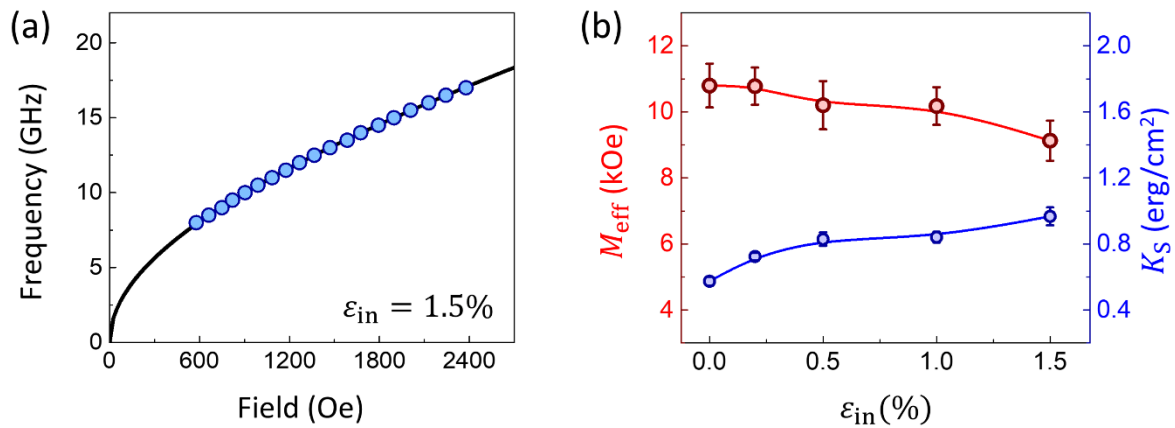 (a)
20
15
10
5
0
Frequency (GHz)
0 600 1200 1800 2400
Field (Oe)
ε_in = 1.5%
(b)
12
10
8
6
4
M_eff (kOe)
2.0
1.6
1.2
0.8
0.4
K_S (erg/cm²)
0.0 0.5 1.0 1.5
ε_in(%)